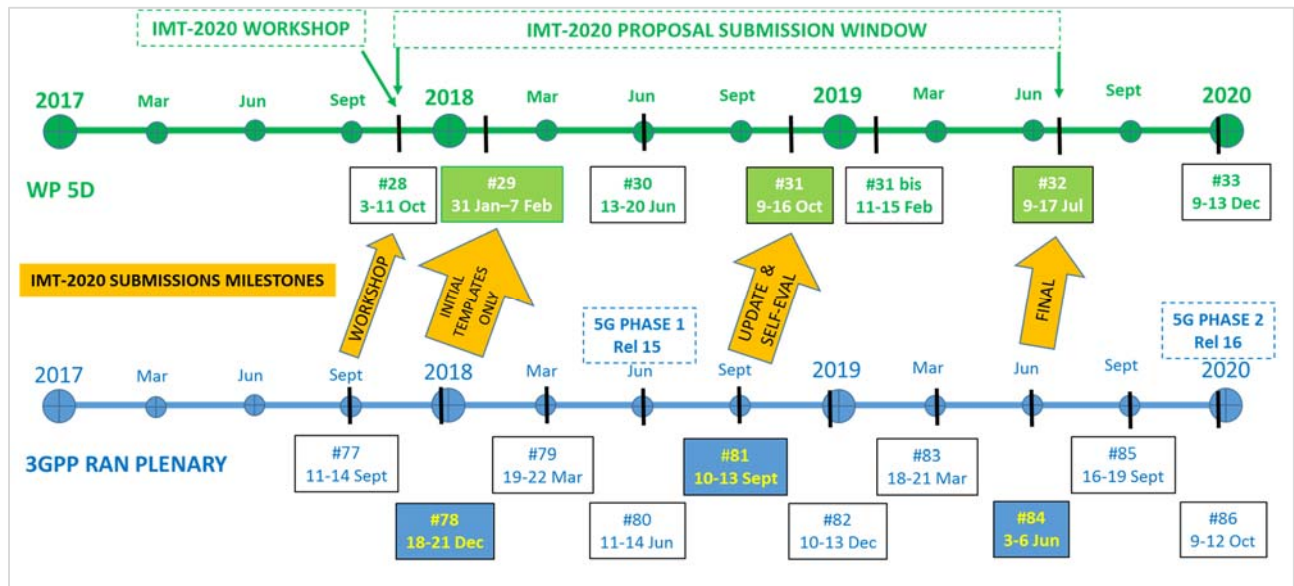 IMT-2020 WORKSHOP
IMT-2020 PROPOSAL SUBMISSION WINDOW
2017
Mar
Jun
Sept
2018
Mar
Jun
Sept
2019
Mar
Jun
Sept
2020
WP 5D
#28
3-11 Oct
#29
31 Jan–7 Feb
#30
13-20 Jun
#31
9-16 Oct
#31 bis
11-15 Feb
#32
9-17 Jul
#33
9-13 Dec
IMT-2020 SUBMISSIONS MILESTONES
WORKSHOP
INITIAL
TEMPLATES
ONLY
UPDATE &
SELF-EVAL
FINAL
5G PHASE 1
Rel 15
5G PHASE 2
Rel 16
2017
Mar
Jun
Sept
2018
Mar
Jun
Sept
2019
Mar
Jun
Sept
2020
3GPP RAN PLENARY
#77
11-14 Sept
#79
19-22 Mar
#81
10-13 Sept
#83
18-21 Mar
#85
16-19 Sept
#78
18-21 Dec
#80
11-14 Jun
#82
10-13 Dec
#84
3-6 Jun
#86
9-12 Oct